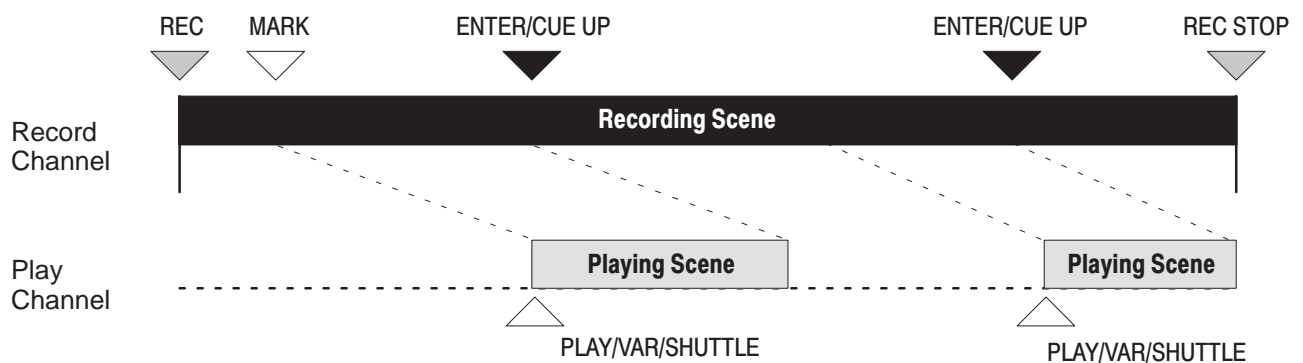 REC MARK ENTER/CUE UP ENTER/CUE UP REC STOP
Record
Channel
Recording Scene
Play
Channel
Playing Scene Playing Scene
PLAY/VAR/SHUTTLE PLAY/VAR/SHUTTLE